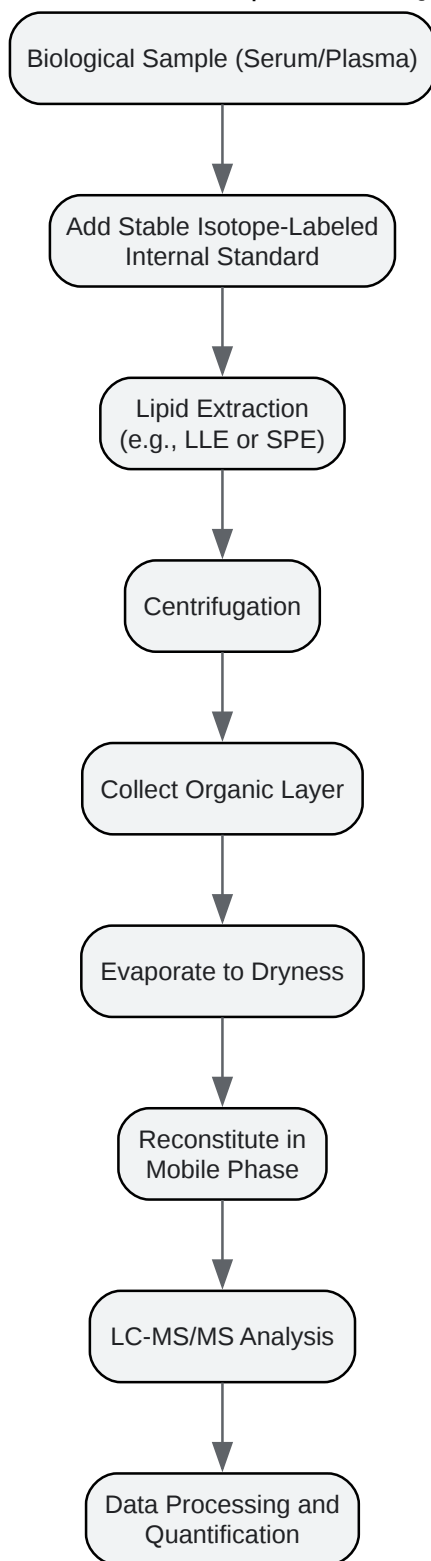 Biological Sample (Serum/Plasma)
Add Stable Isotope-Labeled
Internal Standard
Lipid Extraction
(e.g., LLE or SPE)
Centrifugation
Collect Organic Layer
Evaporate to Dryness
Reconstitute in
Mobile Phase
LC-MS/MS Analysis
Data Processing and
Quantification